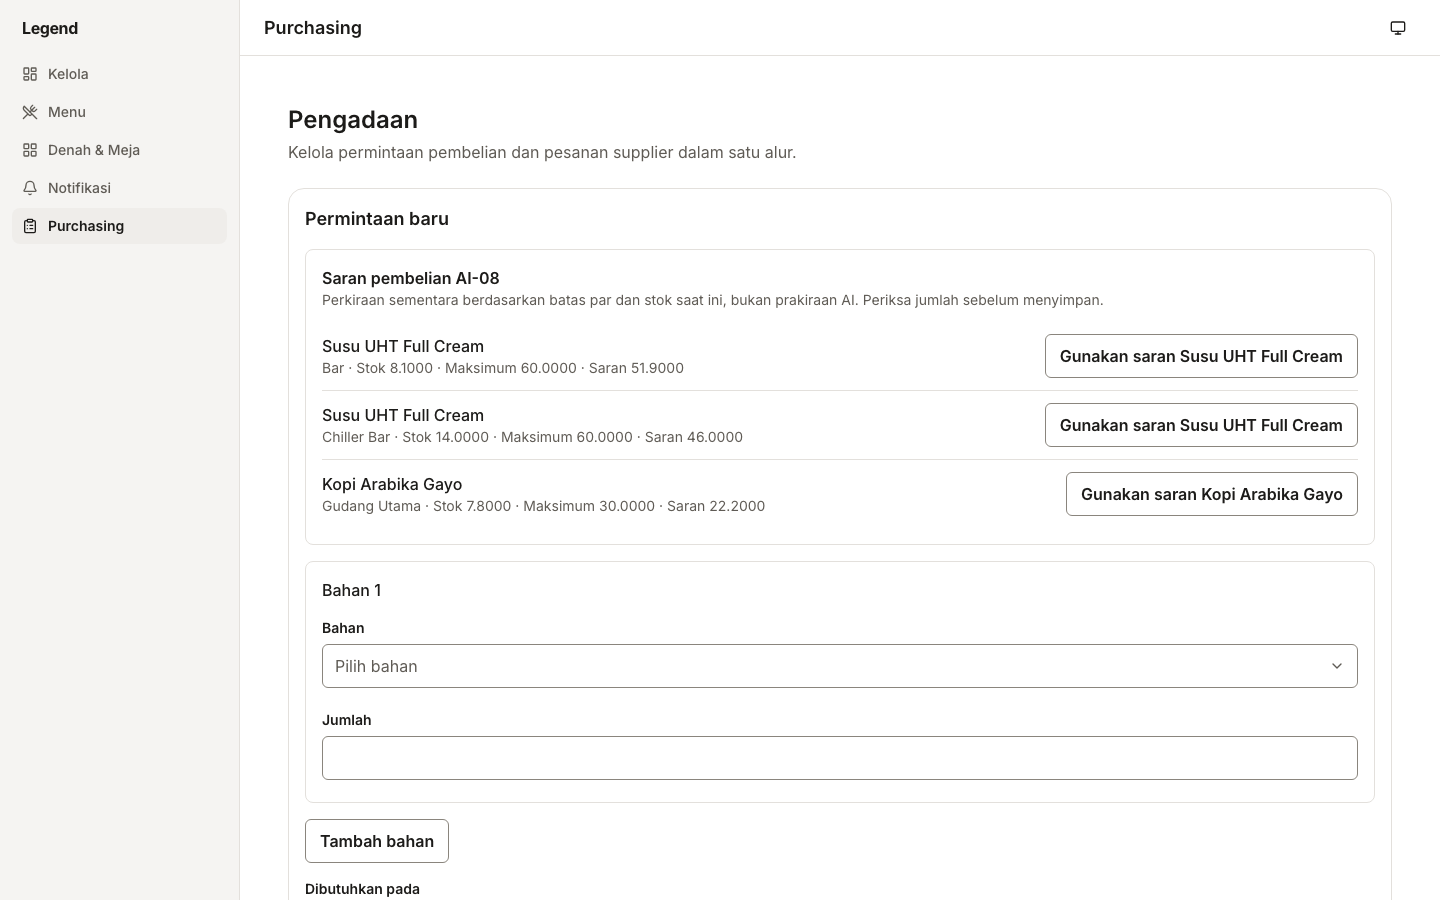 Legend
Kelola
Menu
Denah & Meja
Notifikasi
Purchasing
Purchasing
Pengadaan
Kelola permintaan pembelian dan pesanan supplier dalam satu alur.
Permintaan baru
Saran pembelian AI-08
Perkiraan sementara berdasarkan batas par dan stok saat ini, bukan prakiraan AI. Periksa jumlah sebelum menyimpan.
Susu UHT Full Cream
Bar · Stok 8.1000 · Maksimum 60.0000 · Saran 51.9000
Gunakan saran Susu UHT Full Cream
Susu UHT Full Cream
Chiller Bar · Stok 14.0000 · Maksimum 60.0000 · Saran 46.0000
Gunakan saran Susu UHT Full Cream
Kopi Arabika Gayo
Gudang Utama · Stok 7.8000 · Maksimum 30.0000 · Saran 22.2000
Gunakan saran Kopi Arabika Gayo
Bahan 1
Bahan
Pilih bahan
Jumlah
Tambah bahan
Dibutuhkan pada